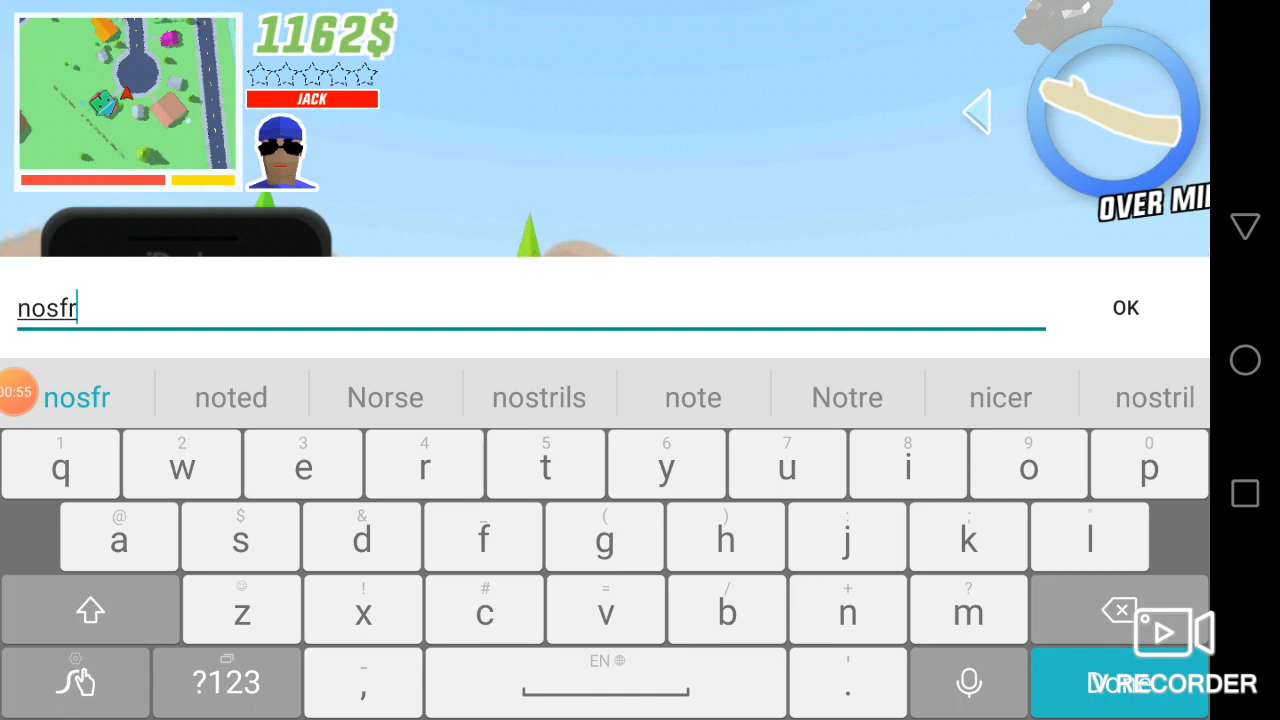 1162$
JACK
OVER MI
nosfr
OK
00:55
nosfr noted Norse nostrils note Notre nicer nostril
1 2 3 4 5 6 7 8 9 0
q w e r t y u i o p
@ $ & _ ( ) : ; "
a s d f g h j k l
! # = / + ?
z x c v b n m
EN
?123 , . Done
V RECORDER